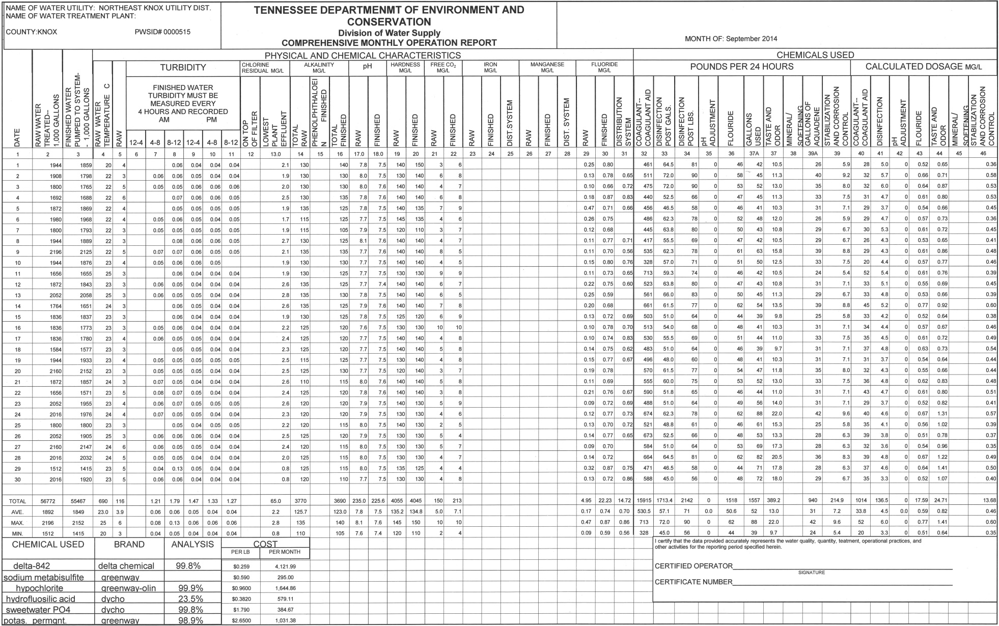 NAME OF WATER UTILITY: NORTHEAST KNOX UTILITY DIST.
NAME OF WATER TREATMENT PLANT:
COUNTY:KNOX PWSID# 0000515
TENNESSEE DEPARTMENMT OF ENVIRONMENT AND
CONSERVATION
Division of Water Supply
COMPREHENSIVE MONTHLY OPERATION REPORT
MONTH OF: September 2014
PHYSICAL AND CHEMICAL CHARACTERISTICS CHEMICALS USED
TURBIDITY CHLORINE RESIDUAL MG/L ALKALINITY MG/L pH HARDNESS MG/L FREE CO2 MG/L IRON MG/L MANGANESE MG/L FLUORIDE MG/L POUNDS PER 24 HOURS CALCULATED DOSAGE MG/L
FINISHED WATER
TURBIDITY MUST BE
MEASURED EVERY
4 HOURS AND RECORDED
AM PM
DATE
RAW WATER TREATED-- 1,000 GALLONS
FINISHED WATER PUMPED TO SYSTEM-- 1,000 GALLONS
RAW WATER TEMPERATURE C
RAW
12-4 4-8 8-12 12-4 4-8 8-12
ON TOP OF FILTER
LOWEST PLANT EFFLUENT
TOTAL RAW
PHENOLPHTHALOEI N FINISHED
TOTAL FINISHED
RAW
FINISHED
RAW
FINISHED
RAW
FINISHED
RAW
FINISHED
DIST.SYSTEM
RAW
FINISHED
DIST. SYSTEM
RAW
FINISHED
DISTRIBUTION SYSTEM
COAGULANT-- COAGULANT AID
DISINFECTION POST GALS.
DISINFECTION POST LBS.
pH ADJUSTMENT
FLOURIDE
GALLONS USED
TASTE AND ODOR
MINERAL/ SOFTENING
GALLONS OF AQUADENE
STABILIZATION AND CORROSION CONTROL
COAGULANT-- COAGULANT AID
DISINFECTION
pH ADJUSTMENT
FLOURIDE
TASTE AND ODOR
MINERAL/ SOFTENING
STABILIZATION AND CORROSION CONTROL
1 2 3 4 5 6 7 8 9 10 11 12 13.0 14 15 16 17.0 18.0 19 20 21 22 23 24 25 26 27 28 29 30 31 32 33 34 35 36 37A 37 38 39A 39 40 41 42 43 44 45 46
1 1944 1859 20 4 0.06 0.04 0.04 0.04 2.1 130 140 7.8 7.5 140 150 3 6 0.25 0.80 461 64.5 81 0 46 42 10.5 26 5.9 28 5.0 0 0.52 0.65 0.36
2 1908 1798 22 3 0.06 0.06 0.05 0.04 0.04 1.9 130 130 8.0 7.5 130 140 6 8 0.13 0.78 0.65 511 72.0 90 0 58 45 11.3 40 9.2 32 5.7 0 0.66 0.71 0.58
3 1800 1765 22 5 0.05 0.05 0.06 0.06 0.06 2.0 130 130 8.0 7.6 140 140 4 7 0.10 0.66 0.72 475 72.0 90 0 53 52 13.0 35 8.0 32 6.0 0 0.64 0.87 0.53
4 1692 1688 22 6 0.07 0.06 0.06 0.05 2.5 130 135 7.8 7.6 140 140 6 8 0.18 0.87 0.83 440 52.5 66 0 47 45 11.3 33 7.5 31 4.7 0 0.61 0.80 0.53
5 1872 1869 22 4 0.05 0.05 0.05 0.05 1.9 135 125 7.8 7.5 140 135 7 9 0.47 0.71 0.66 456 46.5 58 0 46 41 10.3 31 7.1 29 3.7 0 0.54 0.66 0.45
6 1980 1968 22 4 0.05 0.06 0.05 0.04 0.05 1.7 115 125 7.7 7.5 145 135 4 6 0.26 0.75 486 62.3 78 0 52 48 12.0 26 5.9 29 4.7 0 0.57 0.73 0.36
7 1800 1793 22 3 0.05 0.05 0.05 0.04 0.05 1.9 115 105 7.9 7.5 120 110 3 7 0.12 0.68 445 63.8 80 0 50 43 10.8 29 6.7 30 5.3 0 0.61 0.72 0.45
8 1944 1889 22 3 0.08 0.06 0.06 0.05 2.7 130 125 8.1 7.6 140 140 4 7 0.11 0.77 0.71 417 55.5 69 0 47 42 10.5 29 6.7 26 4.3 0 0.53 0.65 0.41
9 2196 2125 22 5 0.07 0.07 0.06 0.05 0.05 2.1 135 135 7.7 7.6 140 140 8 5 0.11 0.70 0.56 535 62.3 78 0 61 63 15.8 39 8.8 29 4.3 0 0.61 0.86 0.48
10 1944 1876 23 4 0.05 0.06 0.06 0.05 1.9 130 130 7.7 7.5 140 140 4 5 0.15 0.80 0.76 328 57.0 71 0 51 50 12.5 33 7.5 20 4.4 0 0.57 0.77 0.46
11 1656 1655 25 3 0.06 0.04 0.04 0.04 1.9 130 125 7.7 7.5 130 130 9 9 0.11 0.73 0.65 713 59.3 74 0 46 42 10.5 24 5.4 52 5.4 0 0.61 0.76 0.39
12 1872 1843 23 3 0.06 0.05 0.04 0.04 0.04 2.6 135 125 7.7 7.4 140 130 6 7 0.22 0.75 0.60 523 63.8 80 0 47 43 10.8 31 7.1 33 5.1 0 0.55 0.69 0.45
13 2052 2058 25 3 0.06 0.05 0.05 0.04 0.04 2.8 135 130 7.8 7.5 140 140 6 5 0.25 0.59 561 66.0 83 0 50 45 11.3 29 6.7 33 4.8 0 0.53 0.66 0.39
14 1764 1651 24 3 0.06 0.05 0.04 0.04 2.6 135 125 7.9 7.6 140 140 7 8 0.20 0.68 661 61.5 77 0 62 54 13.5 39 8.8 45 5.2 0 0.77 0.92 0.60
15 1836 1837 23 3 0.06 0.04 0.04 0.04 1.9 130 125 7.8 7.5 125 120 6 9 0.13 0.72 0.69 503 51.0 64 0 44 39 9.8 25 5.8 33 4.2 0 0.52 0.64 0.38
16 1836 1773 23 3 0.05 0.06 0.04 0.04 0.04 2.2 125 120 7.6 7.5 130 130 10 10 0.10 0.78 0.70 513 54.0 68 0 48 41 10.3 31 7.1 34 4.4 0 0.57 0.67 0.46
17 1836 1780 23 4 0.06 0.05 0.05 0.04 0.04 2.4 125 120 7.7 7.5 140 140 4 8 0.10 0.74 0.83 530 55.5 69 0 51 44 11.0 33 7.5 35 4.5 0 0.61 0.72 0.49
18 1584 1577 23 3 0.05 0.05 0.04 0.04 2.3 125 120 7.7 7.5 140 140 5 8 0.14 0.75 0.62 483 51.0 64 0 46 39 9.7 31 7.1 37 4.8 0 0.63 0.73 0.54
19 1944 1933 23 4 0.05 0.05 0.05 0.05 0.04 2.5 115 125 7.7 7.5 130 140 4 8 0.15 0.77 0.67 496 48.0 60 0 48 41 10.3 31 7.1 31 3.7 0 0.54 0.64 0.44
20 2160 2152 23 3 0.05 0.05 0.05 0.04 0.04 2.5 125 130 7.7 7.5 120 140 3 7 0.19 0.78 570 61.5 77 0 54 47 11.8 35 8.0 32 4.3 0 0.55 0.66 0.44
21 1872 1857 24 3 0.07 0.05 0.04 0.04 0.04 2.6 110 115 8.0 7.6 140 140 5 8 0.11 0.69 555 60.0 75 0 53 52 13.0 33 7.5 36 4.8 0 0.62 0.83 0.48
22 1656 1571 23 5 0.08 0.07 0.05 0.04 0.04 2.4 125 120 7.8 7.6 140 140 3 8 0.21 0.76 0.67 590 51.8 65 0 46 44 11.0 31 7.1 43 4.7 0 0.61 0.80 0.51
23 2052 1955 23 4 0.06 0.07 0.05 0.05 0.04 2.6 120 120 7.9 7.5 140 130 5 9 0.09 0.72 0.69 488 51.0 64 0 49 56 14.0 31 7.1 29 3.7 0 0.52 0.82 0.41
24 2016 1976 24 4 0.07 0.05 0.05 0.04 0.04 2.3 120 120 7.9 7.5 130 130 4 6 0.12 0.77 0.73 674 62.3 78 0 62 88 22.0 42 9.6 40 4.6 0 0.67 1.31 0.57
25 1800 1800 23 3 0.05 0.04 0.05 0.05 2.2 120 115 8.0 7.5 140 130 2 5 0.13 0.70 0.72 521 48.8 61 0 46 61 15.3 25 5.8 35 4.1 0 0.56 1.02 0.39
26 2052 1905 25 3 0.06 0.06 0.06 0.04 0.04 2.5 125 120 7.9 7.5 130 130 5 4 0.14 0.77 0.65 673 52.5 66 0 48 53 13.3 28 6.3 39 3.8 0 0.51 0.78 0.37
27 2160 2147 24 6 0.06 0.05 0.05 0.04 0.04 2.4 120 115 8.0 7.5 130 130 5 7 0.09 0.70 584 51.0 64 0 53 69 17.3 28 6.3 32 3.6 0 0.54 0.96 0.35
28 2016 2032 24 5 0.05 0.05 0.04 0.04 0.04 2.0 125 115 8.0 7.5 130 130 4 7 0.14 0.72 664 64.5 81 0 62 82 20.5 36 8.3 39 4.8 0 0.67 1.22 0.49
29 1512 1415 23 5 0.04 0.13 0.05 0.04 0.04 0.8 125 115 8.0 7.5 135 125 4 4 0.32 0.87 0.75 471 46.5 58 0 44 71 17.8 28 6.3 37 4.6 0 0.64 1.41 0.50
30 2016 1920 23 5 0.06 0.06 0.04 0.04 0.04 0.8 120 110 7.7 7.5 130 130 4 8 0.13 0.72 0.86 588 45.0 56 0 48 72 18.0 29 6.7 35 3.3 0 0.52 1.07 0.40
TOTAL 56772 55467 690 116 1.21 1.79 1.47 1.33 1.27 65.0 3770 3690 235.0 225.6 4055 4045 150 213 4.95 22.23 14.72 15915 1713.4 2142 0 1518 1557 389.2 940 214.9 1014 136.5 0 17.59 24.71 13.68
AVE. 1892 1849 23.0 3.9 0.06 0.06 0.05 0.04 0.04 2.2 125.7 123.0 7.8 7.5 135.2 134.8 5.0 7.1 0.17 0.74 0.70 530.5 57.1 71 0.0 50.6 52 13.0 31 7.2 33.8 4.5 0.0 0.59 0.82 0.46
MAX. 2196 2152 25 6 0.08 0.13 0.06 0.06 0.06 2.8 135 140 8.1 7.6 145 150 10 10 0.47 0.87 0.86 713 72.0 90 0 62 88 22.0 42 9.6 52 6.0 0 0.77 1.41 0.60
MIN. 1512 1415 20 3 0.04 0.05 0.04 0.04 0.04 0.8 110 105 7.6 7.4 120 110 2 4 0.09 0.59 0.56 328 45.0 56 0 44 39 9.7 24 5.4 20 3.3 0 0.51 0.64 0.35
CHEMICAL USED BRAND ANALYSIS COST
PER LB PER MONTH
delta-842 delta chemical 99.8% $0.259 4,121.99
sodium metabisulfite greenway $0.590 295.00
hypochlorite greenway-olin 99.9% $0.9600 1,644.86
hydrofluosilic acid dycho 23.5% $0.3820 579.11
sweetwater PO4 dycho 99.8% $1.790 384.67
potas. permgnt. greenway 98.9% $2.6500 1,031.38
I certify that the data provided accurately represents the water quality, quantity, teatment, operational practices, and
other activities for the reporting period specified herein.
CERTIFIED OPERATOR
SIGNATURE
CERTIFICATE NUMBER